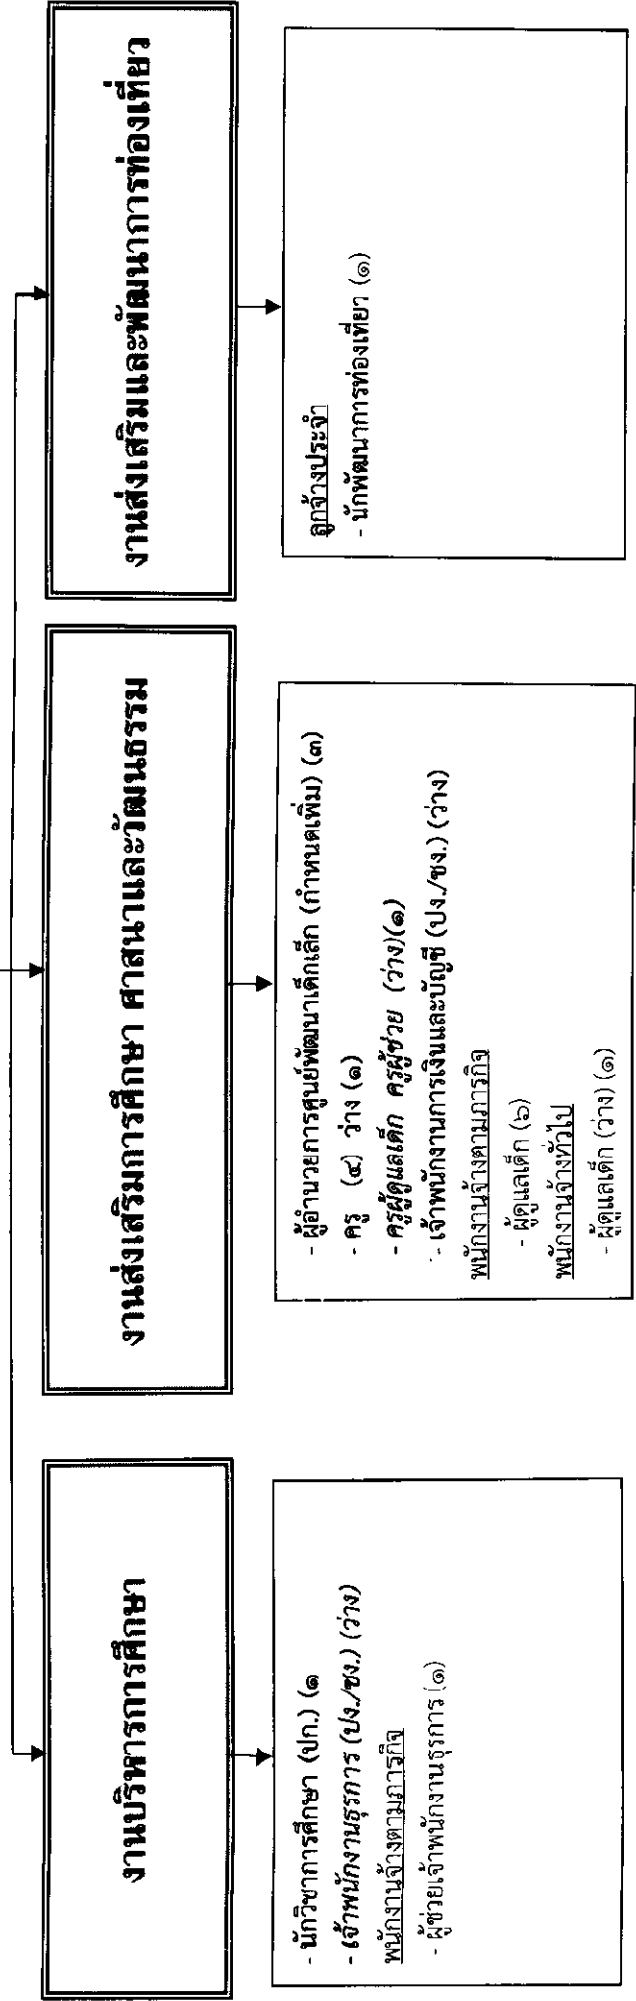 งานบริหารการศึกษา
- นักวิชาการศึกษา (ปก.) (๑
- เจ้าพนักงานธุรการ (ปง./ชง.) (ว่าง)
พนักงานจ้างตามภารกิจ
- ผู้ช่วยเจ้าพนักงานธุรการ (๑)
งานส่งเสริมการศึกษา ศาสนาและวัฒนธรรม
- ผู้อำนวยการศูนย์พัฒนาเด็กเล็ก (กำหนดเพิ่ม) (๓)
- ครู (๔) ว่าง (๑)
- ครูผู้ดูแลเด็ก ครูผู้ช่วย (ว่าง)(๑)
- เจ้าพนักงานการเงินและบัญชี (ปง./ชง.) (ว่าง)
พนักงานจ้างตามภารกิจ
- ผู้ดูแลเด็ก (๖)
พนักงานจ้างทั่วไป
- ผู้ดูแลเด็ก (ว่าง) (๑)
งานส่งเสริมและพัฒนาการท่องเที่ยว
ลูกจ้างประจำ
- นักพัฒนาการท่องเที่ยว (๑)